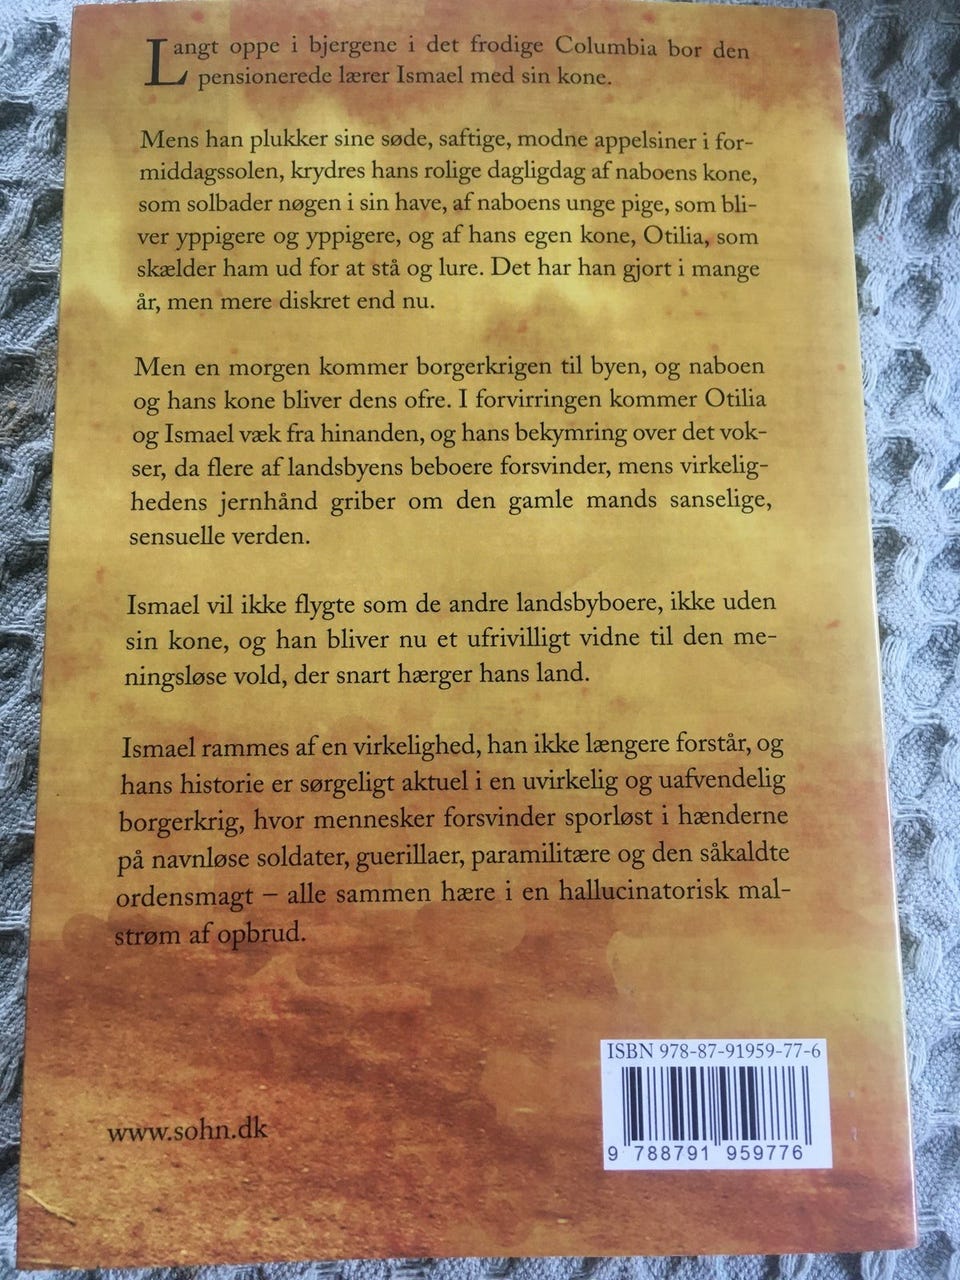 Langt oppe i bjergene i det frodige Columbia bor den
pensionerede lærer Ismael med sin kone.
Mens han plukker sine søde, saftige, modne appelsiner i for-
middagssolen, krydres hans rolige dagligdag af naboens kone,
som solbader nøgen i sin have, af naboens unge pige, som bli-
ver yppigere og yppigere, og af hans egen kone, Otilia, som
skælder ham ud for at stå og lure. Det har han gjort i mange
år, men mere diskret end nu.
Men en morgen kommer borgerkrigen til byen, og naboen
og hans kone bliver dens ofre. I forvirringen kommer Otilia
og Ismael væk fra hinanden, og hans bekymring over det vok-
ser, da flere af landsbyens beboere forsvinder, mens virkelig-
hedens jernhånd griber om den gamle mands sanselige,
sensuelle verden.
Ismael vil ikke flygte som de andre landsbyboere, ikke uden
sin kone, og han bliver nu et ufrivilligt vidne til den me-
ningsløse vold, der snart hærger hans land.
Ismael rammes af en virkelighed, han ikke længere forstår, og
hans historie er sørgeligt aktuel i en uvirkelig og uafvendelig
borgerkrig, hvor mennesker forsvinder sporløst i hænderne
på navnløse soldater, guerillaer, paramilitære og den såkaldte
ordensmagt – alle sammen hære i en hallucinatorisk mal-
strøm af opbrud.
ISBN 978-87-91959-77-6
www.sohn.dk
9 788791 959776